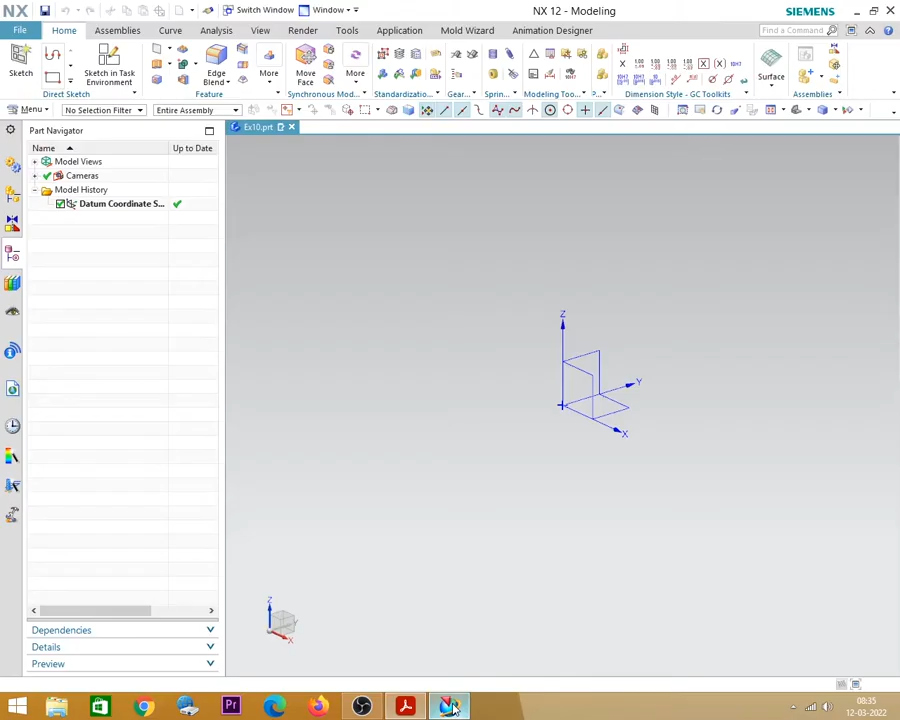 NX Switch Window Window NX 12 - Modeling SIEMENS
File Home Assemblies Curve Analysis View Render Tools Application Mold Wizard Animation Designer Find a Command
Sketch Sketch in Task Environment Edge Blend More Move Face More Surface
Direct Sketch Feature Synchronous Mod... Standardizatio... Gear... Sprin... Modeling Too... P... Dimension Style - GC Toolkits Assemblies
Menu No Selection Filter Entire Assembly
Part Navigator Ex10.prt
Name Up to Date
Model Views
Cameras
Model History
Datum Coordinate S...
Z
Y
X
Z
Y
X
Dependencies
Details
Preview
Pr
08:35
12-03-2022